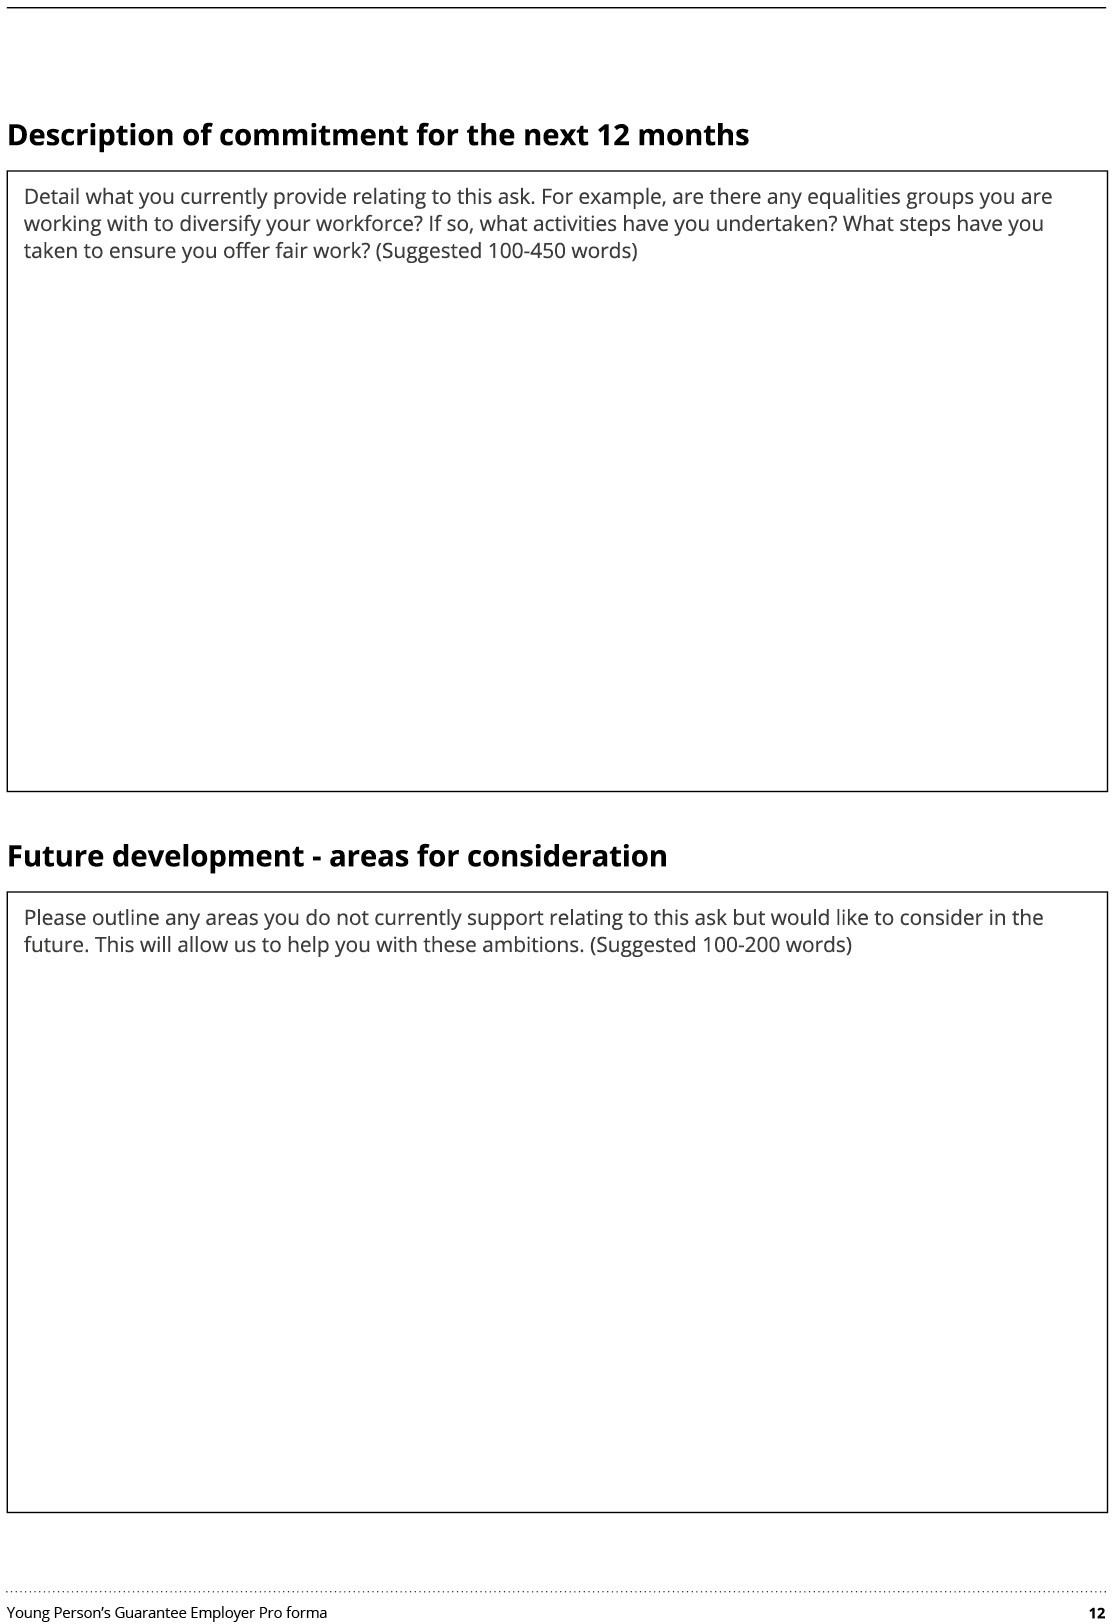 Description of commitment for the next 12 months
Detail what you currently provide relating to this ask. For example, are there any equalities groups you are
working with to diversify your workforce? If so, what activities have you undertaken? What steps have you
taken to ensure you offer fair work? (Suggested 100-450 words)
Future development - areas for consideration
Please outline any areas you do not currently support relating to this ask but would like to consider in the
future. This will allow us to help you with these ambitions. (Suggested 100-200 words)
Young Person’s Guarantee Employer Pro forma 12